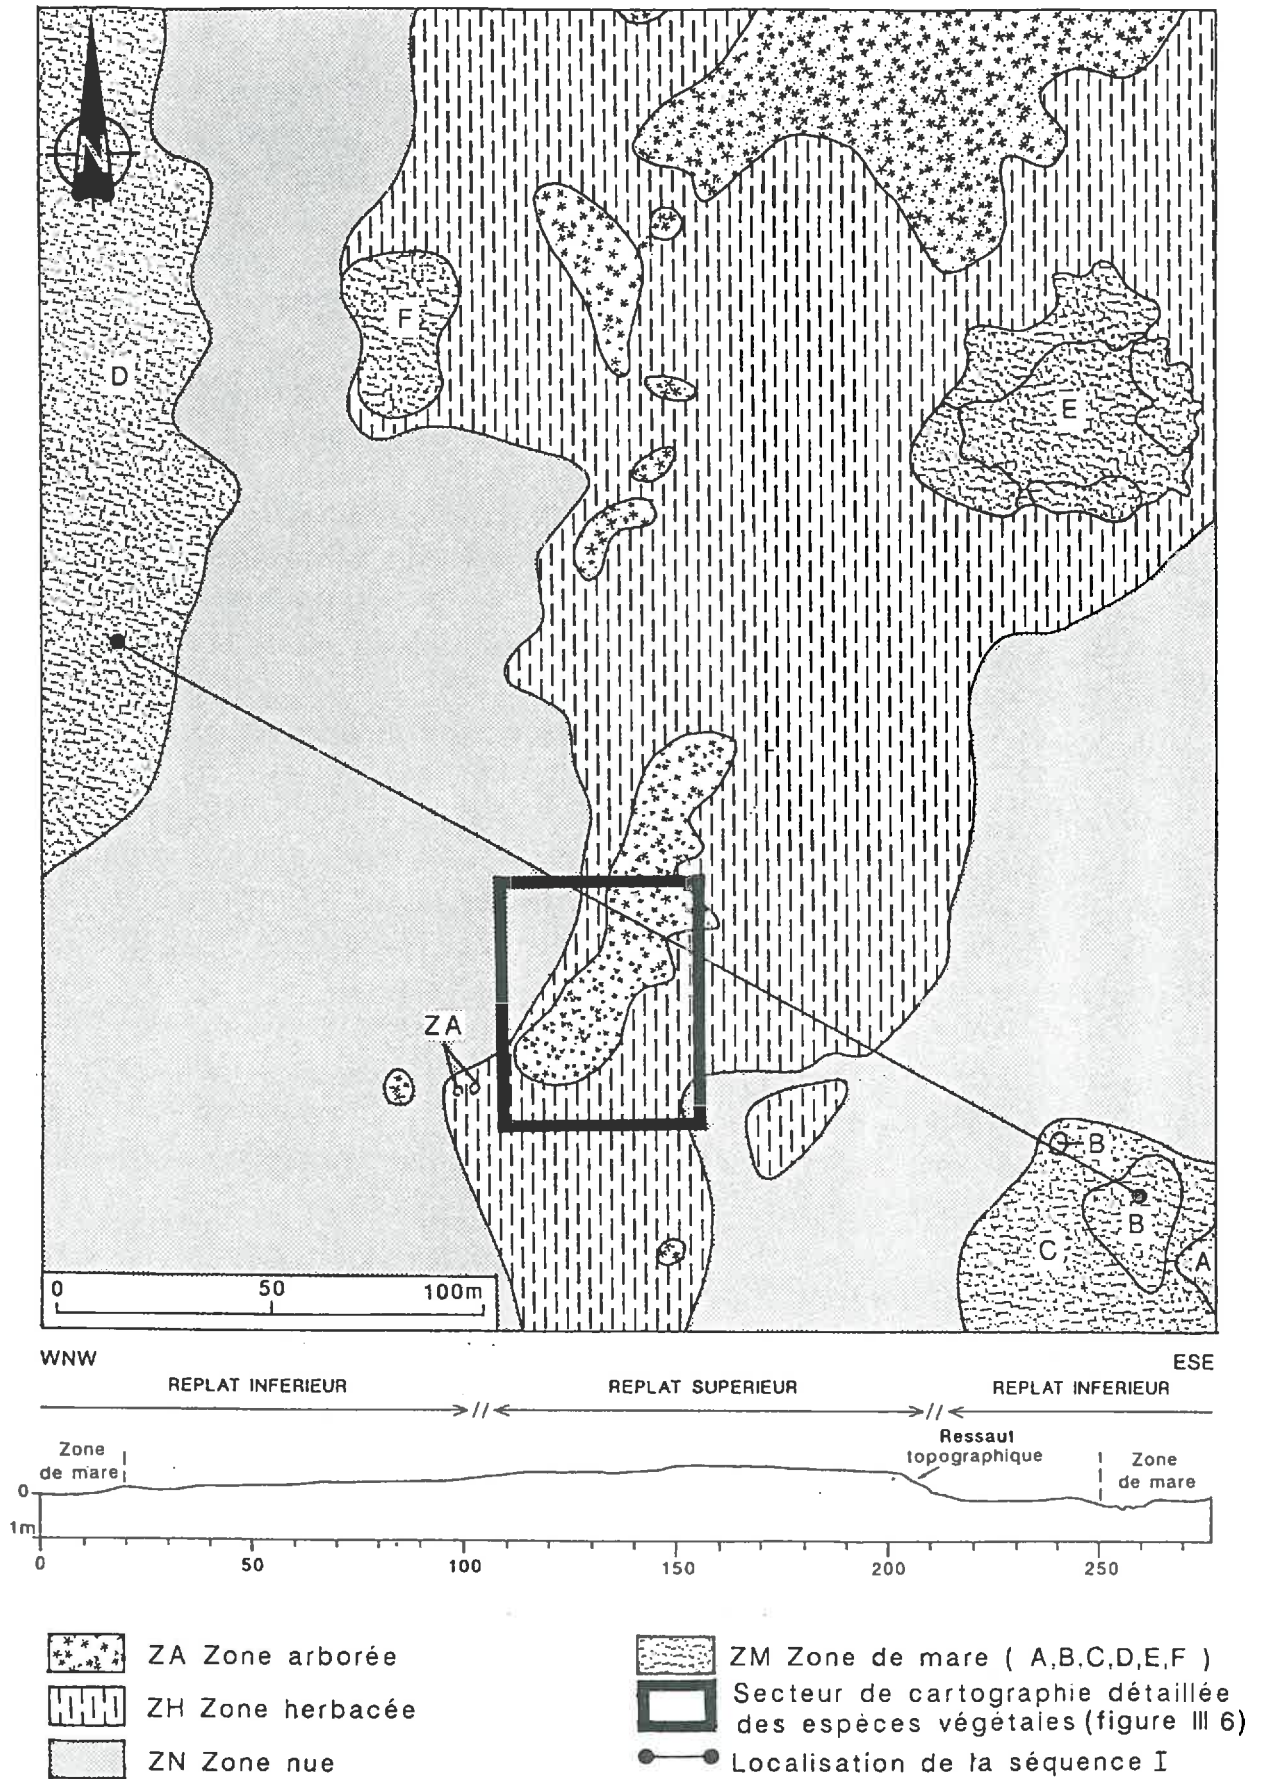 N
F
D
E
ZA
B
B
C
A
0 50 100m
WNW ESE
REPLAT INFERIEUR REPLAT SUPERIEUR REPLAT INFERIEUR
Ressaut
topographique
Zone
de mare
Zone
de mare
0
1m
0 50 100 150 200 250
ZA Zone arborée
ZH Zone herbacée
ZN Zone nue
ZM Zone de mare ( A,B,C,D,E,F )
Secteur de cartographie détaillée
des espèces végétales (figure III 6)
Localisation de la séquence I